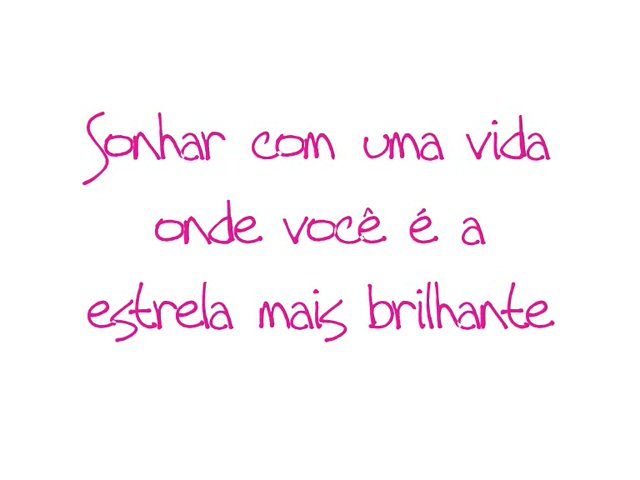 Sonhar com uma vida
onde você é a
estrela mais brilhante